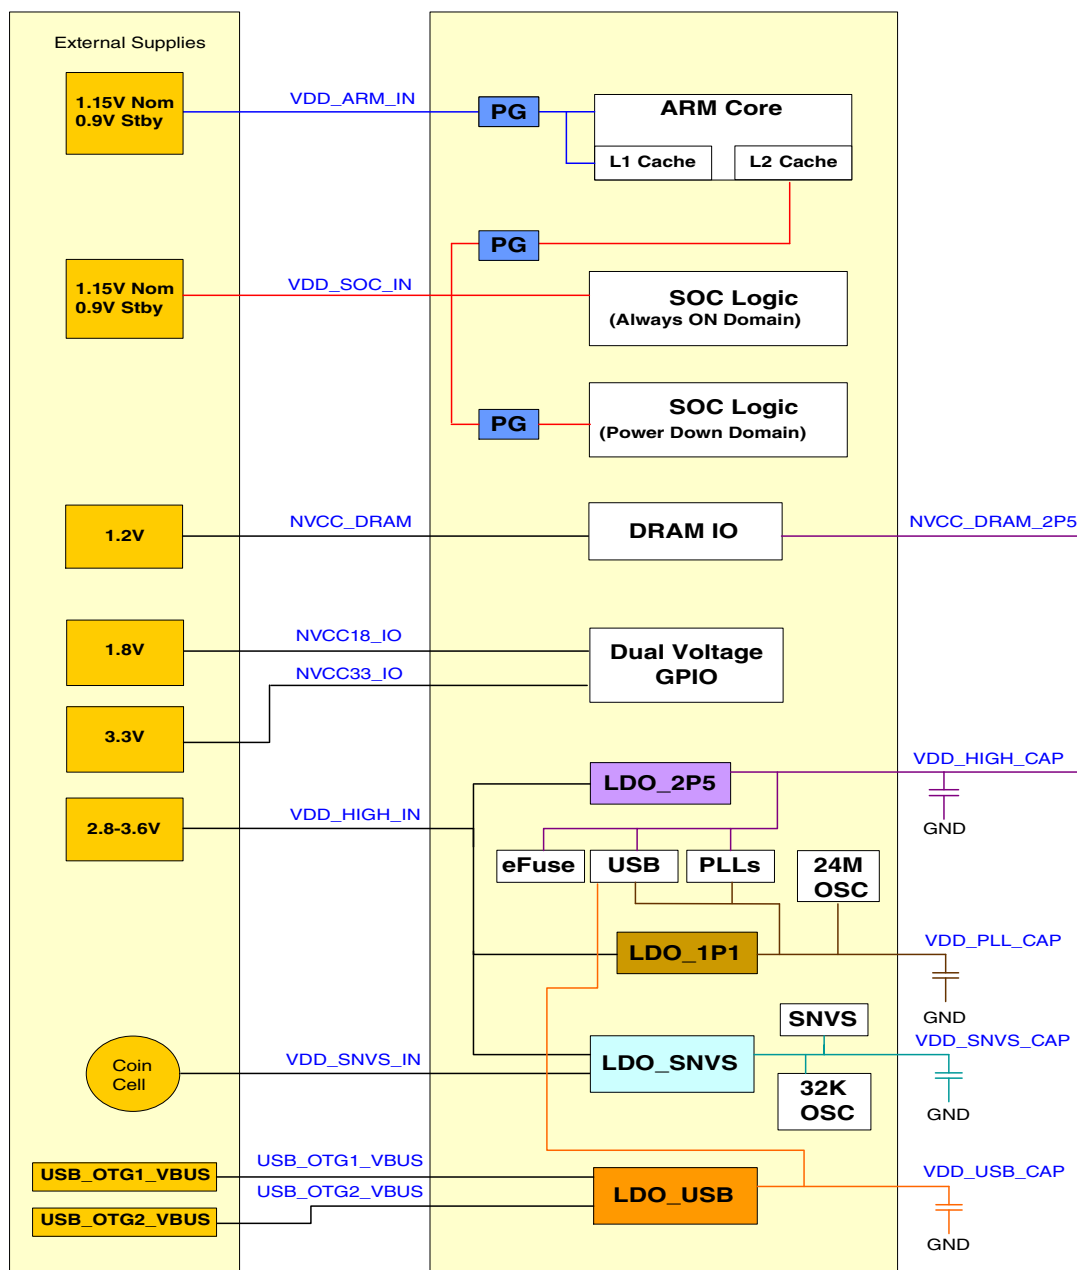 External Supplies
1.15V Nom
0.9V Stby
VDD_ARM_IN
PG
ARM Core
L1 Cache
L2 Cache
PG
1.15V Nom
0.9V Stby
VDD_SOC_IN
SOC Logic
(Always ON Domain)
PG
SOC Logic
(Power Down Domain)
1.2V
NVCC_DRAM
DRAM IO
NVCC_DRAM_2P5
1.8V
NVCC18_IO
NVCC33_IO
Dual Voltage
GPIO
3.3V
2.8-3.6V
VDD_HIGH_IN
LDO_2P5
VDD_HIGH_CAP
GND
eFuse
USB
PLLs
24M
OSC
LDO_1P1
VDD_PLL_CAP
GND
SNVS
Coin
Cell
VDD_SNVS_IN
LDO_SNVS
VDD_SNVS_CAP
32K
OSC
GND
USB_OTG1_VBUS
USB_OTG1_VBUS
USB_OTG2_VBUS
USB_OTG2_VBUS
LDO_USB
VDD_USB_CAP
GND